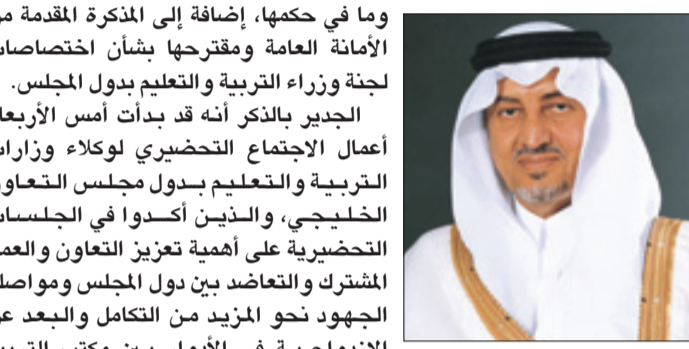 وما في حكمها، إضافة إلى المذكرة المقدمة
الأمانة العامة ومقترحها بشأن اختصاصات
لجنة وزراء التربية والتعليم بدول المجلس.
الجدير بالذكر أنه قد بدأت أمس الأربعاء
أعمال الاجتماع التحضيري لوكلاء وزارات
التربية والتعليم بدول مجلس التعاون
الخليجي، والذين أكدوا في الجلسات
التحضيرية على أهمية تعزيز التعاون والعمل
المشترك والتعاضد بين دول المجلس ومواصلة
الجهود نحو المزيد من التكامل والبعد